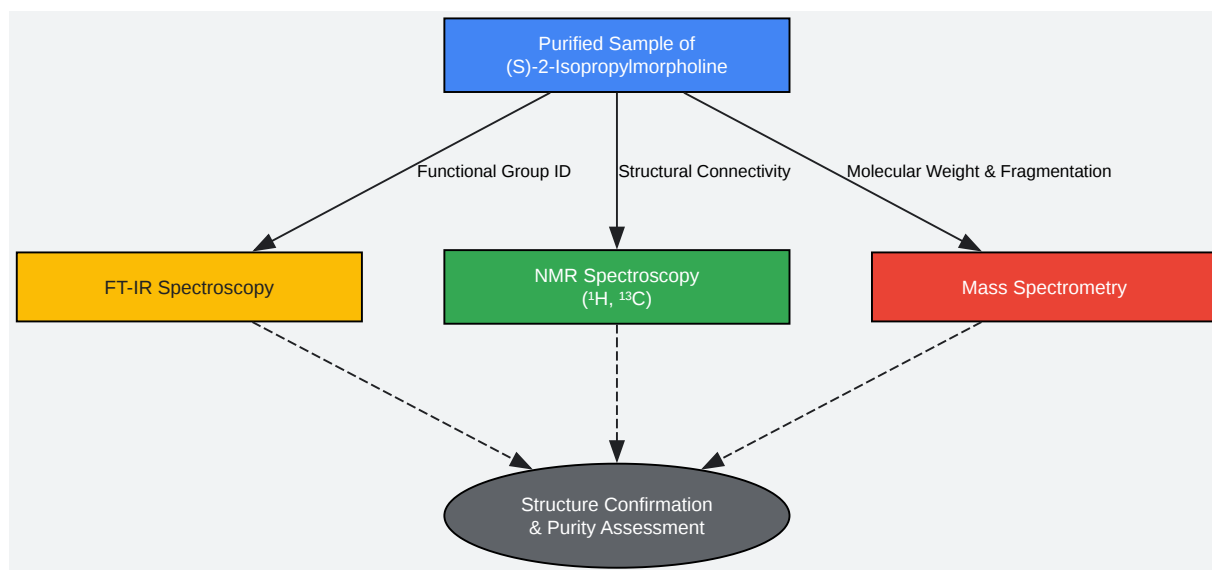 Purified Sample of
(S)-2-Isopropylmorpholine
Functional Group ID
Structural Connectivity
Molecular Weight & Fragmentation
FT-IR Spectroscopy
NMR Spectroscopy
(¹H, ¹³C)
Mass Spectrometry
Structure Confirmation
& Purity Assessment